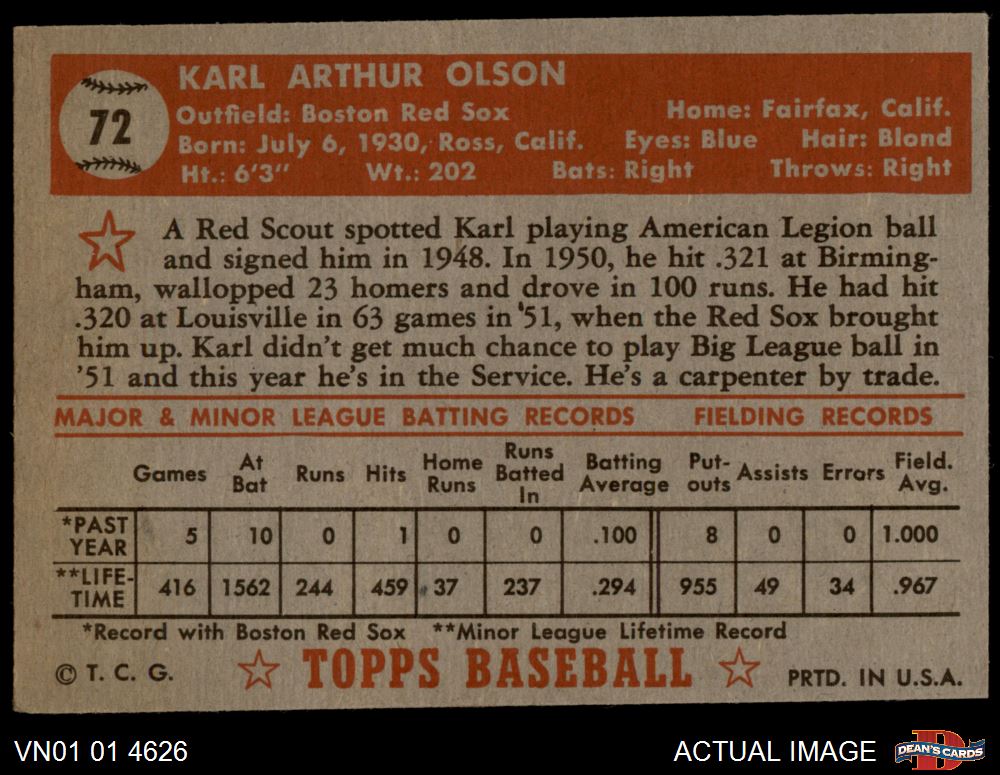 72
KARL ARTHUR OLSON
Outfield: Boston Red Sox Home: Fairfax, Calif.
Born: July 6, 1930, Ross, Calif. Eyes: Blue Hair: Blond
Ht.: 6'3" Wt.: 202 Bats: Right Throws: Right
A Red Scout spotted Karl playing American Legion ball
and signed him in 1948. In 1950, he hit .321 at Birming-
ham, wallopped 23 homers and drove in 100 runs. He had hit
.320 at Louisville in 63 games in '51, when the Red Sox brought
him up. Karl didn't get much chance to play Big League ball in
'51 and this year he's in the Service. He's a carpenter by trade.
MAJOR & MINOR LEAGUE BATTING RECORDS FIELDING RECORDS
Games At Bat Runs Hits Home Runs Runs Batted In Batting Average Put-outs Assists Errors Field. Avg.
*PAST YEAR 5 10 0 1 0 0 .100 8 0 0 1.000
**LIFE-TIME 416 1562 244 459 37 237 .294 955 49 34 .967
*Record with Boston Red Sox **Minor League Lifetime Record
© T. C. G. TOPPS BASEBALL PRTD. IN U.S.A.
VN01 01 4626 ACTUAL IMAGE D DEAN'S CARDS